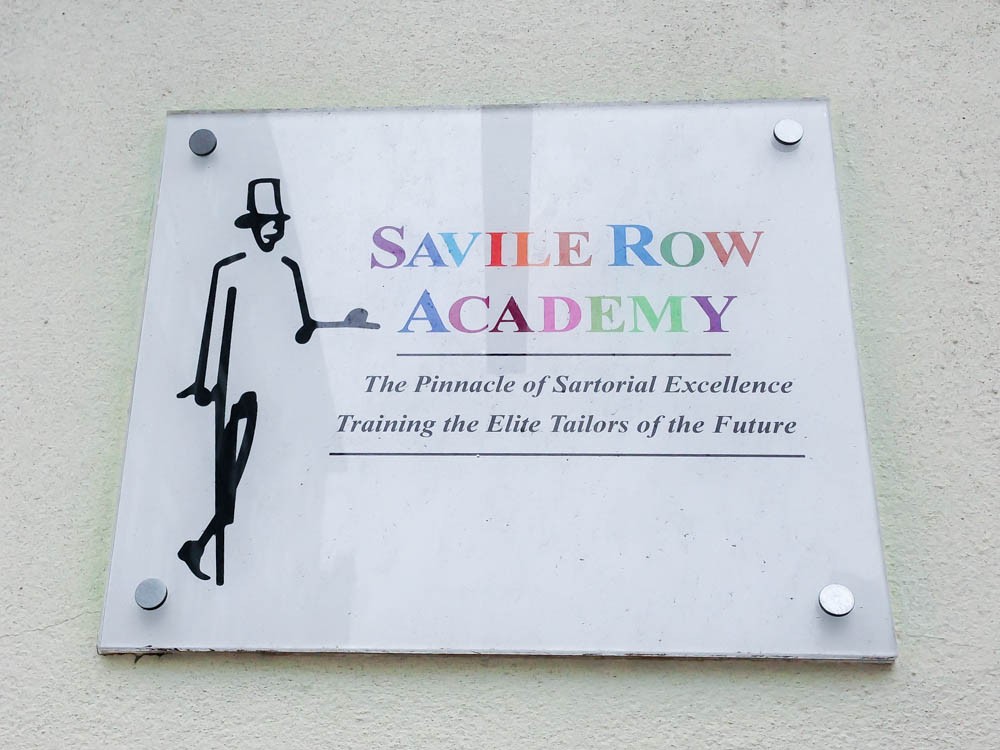 SAVILE ROW
ACADEMY
The Pinnacle of Sartorial Excellence
Training the Elite Tailors of the Future